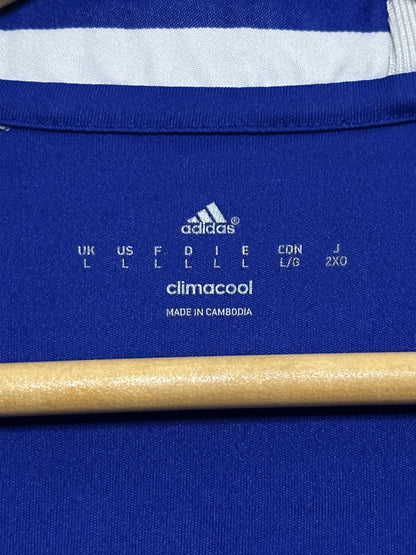 adidas®
UK US F D I E CDN J
L L L L L L L/G 2XO
climacool
MADE IN CAMBODIA